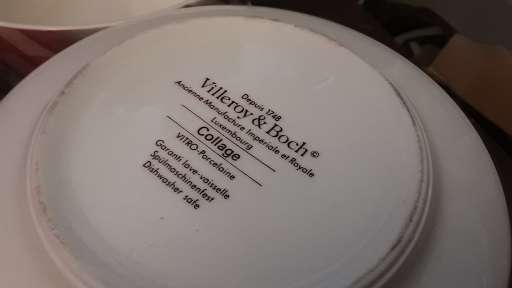 Depuis 1748
Villeroy & Boch ©
Ancienne Manufacture Impériale et Royale
Luxembourg
Collage
VITRO-Porcelaine
Garanti lave-vaisselle
Spülmaschinenfest
Dishwasher safe